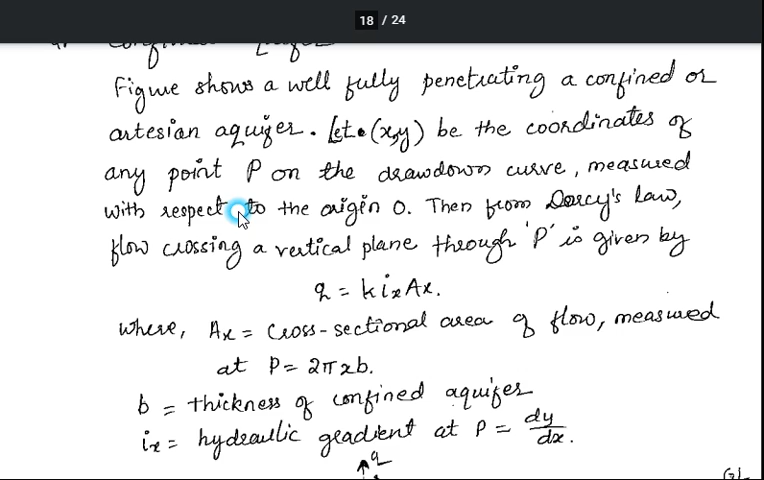 18 / 24
Figure shows a well fully penetrating a confined or
artesian aquifer. Let (x,y) be the coordinates of
any point P on the drawdown curve, measured
with respect to the origin O. Then from Darcy's law,
flow crossing a vertical plane through 'P' is given by
q = k ix Ax.
where, Ax = Cross-sectional area of flow, measured
at P = 2πxb.
b = thickness of confined aquifer
ix = hydraulic gradient at P = dy/dx.
q